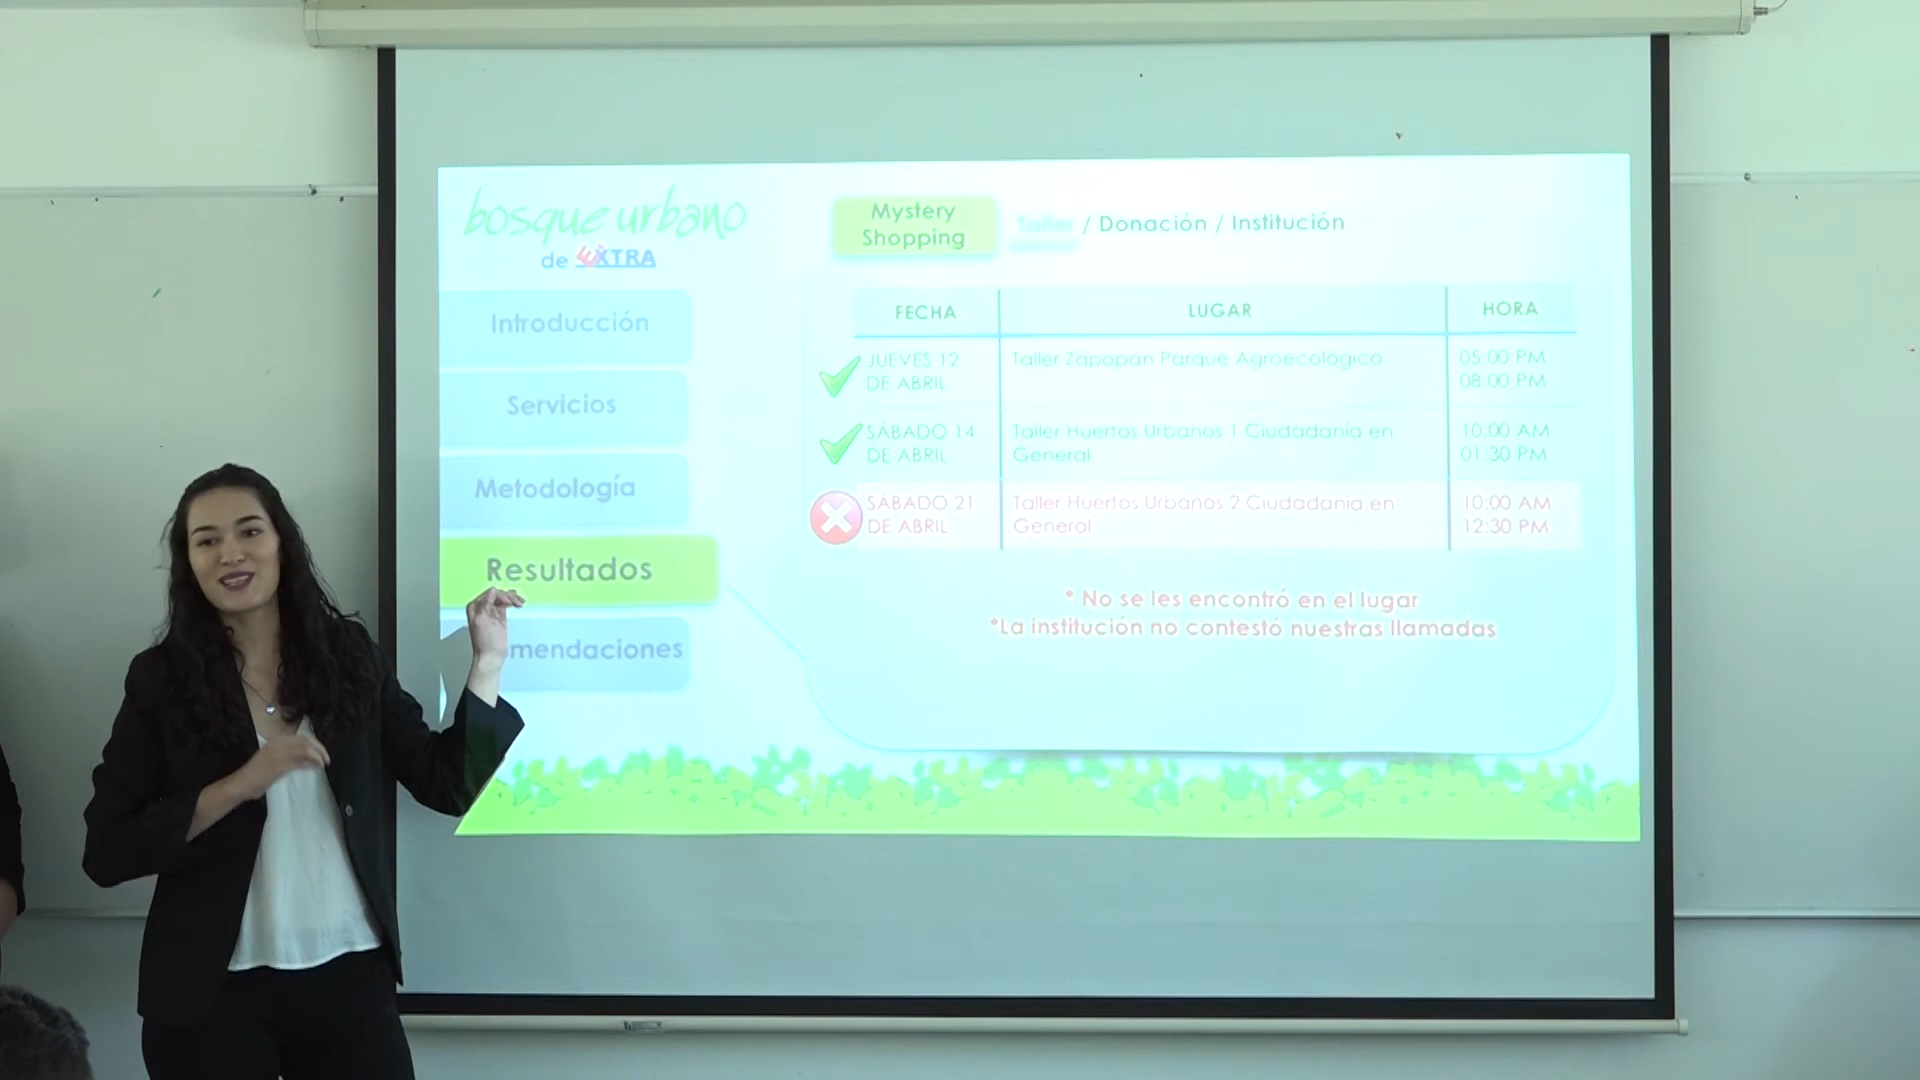 bosque urbano
de EXTRA
Introducción
Servicios
Metodología
Resultados
mendaciones
Mystery
Shopping
Taller / Donación / Institución
FECHA LUGAR HORA
JUEVES 12
DE ABRIL
Taller Zapopan Parque Agroecológico
05:00 PM
08:00 PM
SÁBADO 14
DE ABRIL
Taller Huertos Urbanos 1 Ciudadanía en
General
10:00 AM
01:30 PM
SÁBADO 21
DE ABRIL
Taller Huertos Urbanos 2 Ciudadanía en
General
10:00 AM
12:30 PM
* No se les encontró en el lugar
*La institución no contestó nuestras llamadas